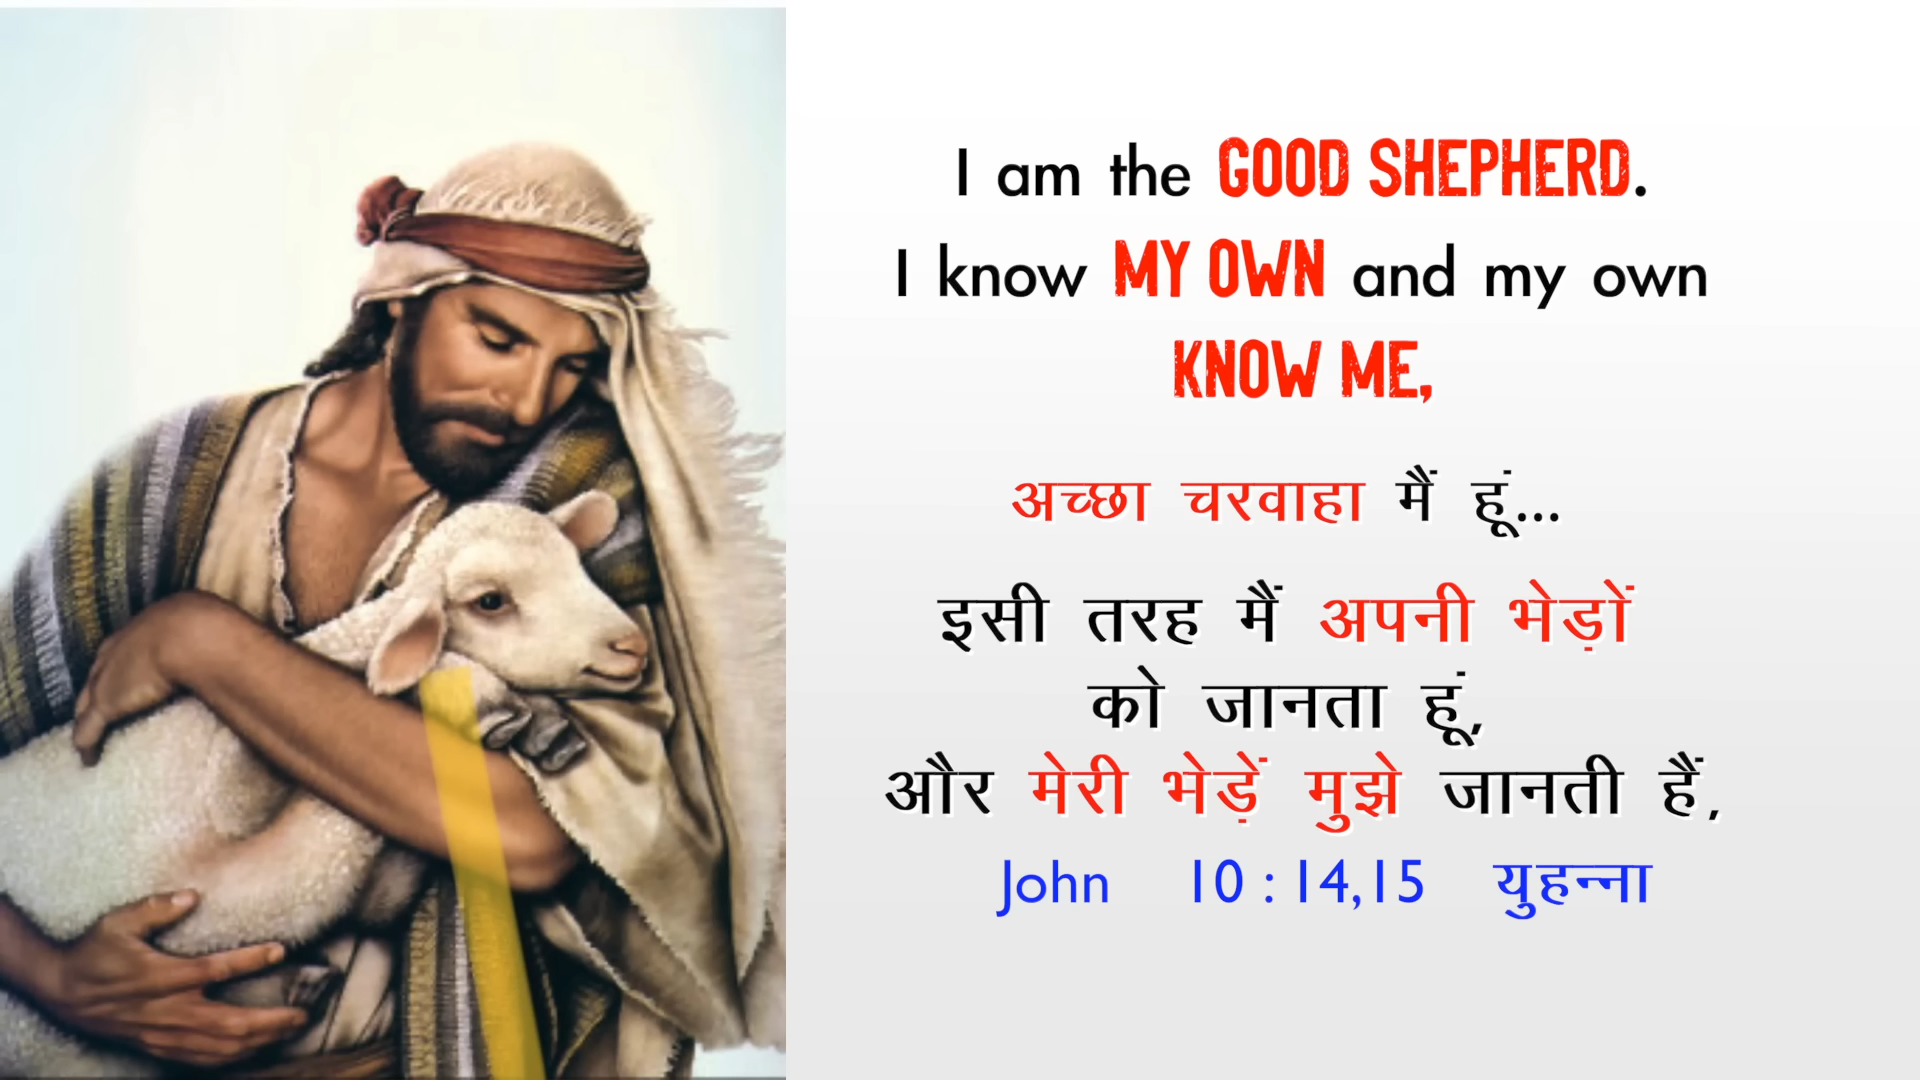 I am the GOOD SHEPHERD.
I know MY OWN and my own
KNOW ME,
अच्छा चरवाहा मैं हूं...
इसी तरह मैं अपनी भेड़ों
को जानता हूं,
और मेरी भेड़ें मुझे जानती हैं,
John 10 : 14,15 युहन्ना